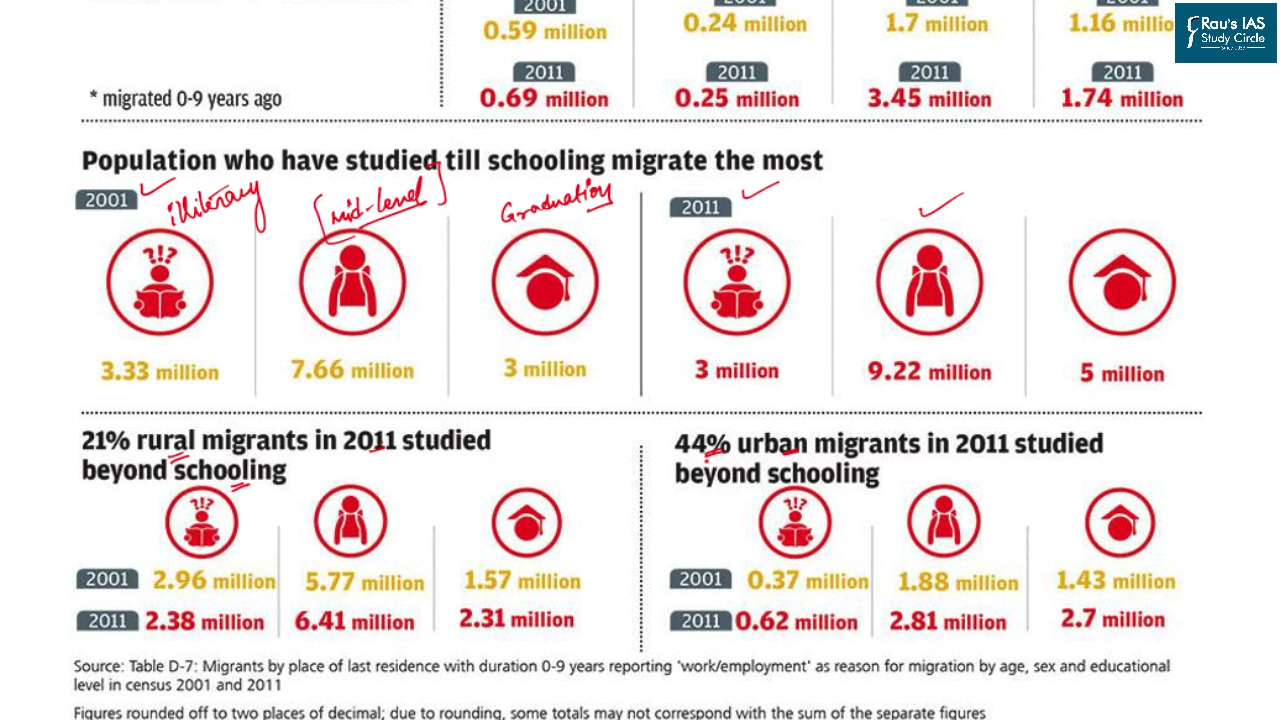 2001 2001
0.59 million 0.24 million 1.7 million 1.16 millio
Rau's IAS
Study Circle
2011 2011 2011 2011
* migrated 0-9 years ago 0.69 million 0.25 million 3.45 million 1.74 million
Population who have studied till schooling migrate the most
2001 illiteracy [mid-level] Graduation 2011
?!? ?!?
3.33 million 7.66 million 3 million 3 million 9.22 million 5 million
21% rural migrants in 2011 studied
beyond schooling
?!?
2001 2.96 million 5.77 million 1.57 million
2011 2.38 million 6.41 million 2.31 million
44% urban migrants in 2011 studied
beyond schooling
?!?
2001 0.37 million 1.88 million 1.43 million
2011 0.62 million 2.81 million 2.7 million
Source: Table D-7: Migrants by place of last residence with duration 0-9 years reporting 'work/employment' as reason for migration by age, sex and educational
level in census 2001 and 2011
Figures rounded off to two places of decimal; due to rounding, some totals may not correspond with the sum of the separate figures